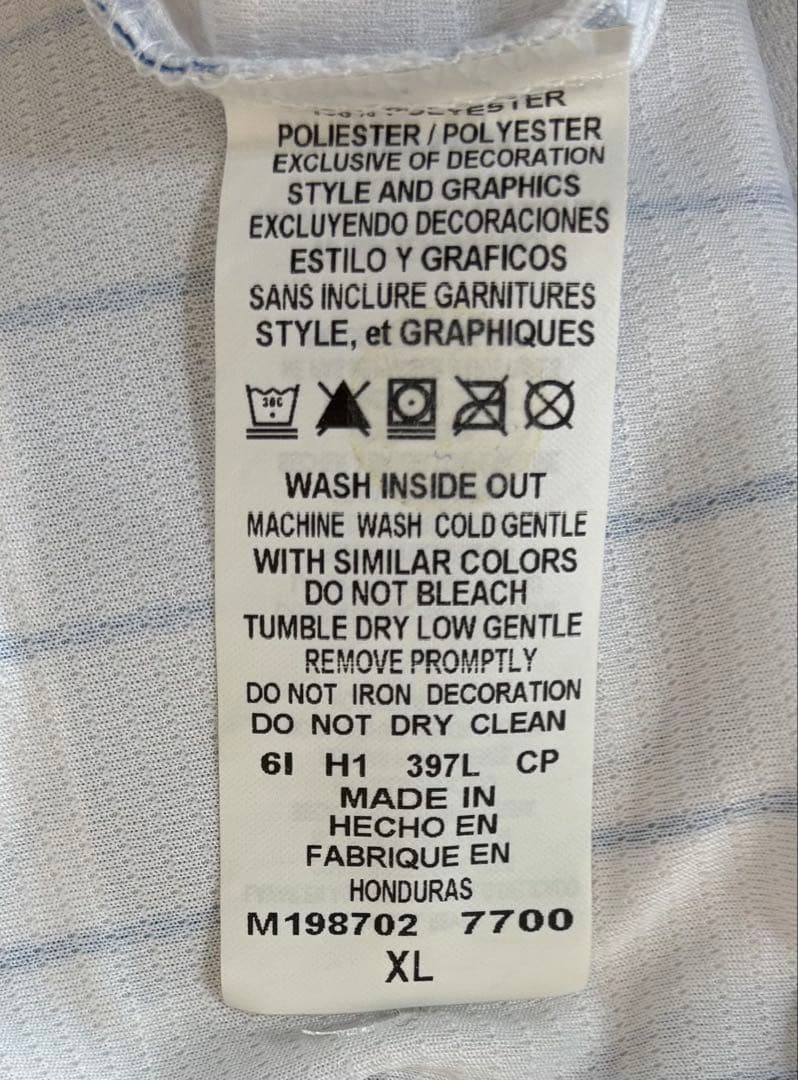 100% POLYESTER
POLIESTER / POLYESTER
EXCLUSIVE OF DECORATION
STYLE AND GRAPHICS
EXCLUYENDO DECORACIONES
ESTILO Y GRAFICOS
SANS INCLURE GARNITURES
STYLE, et GRAPHIQUES
30C
WASH INSIDE OUT
MACHINE WASH COLD GENTLE
WITH SIMILAR COLORS
DO NOT BLEACH
TUMBLE DRY LOW GENTLE
REMOVE PROMPTLY
DO NOT IRON DECORATION
DO NOT DRY CLEAN
6I H1 397L CP
MADE IN
HECHO EN
FABRIQUE EN
HONDURAS
M198702 7700
XL